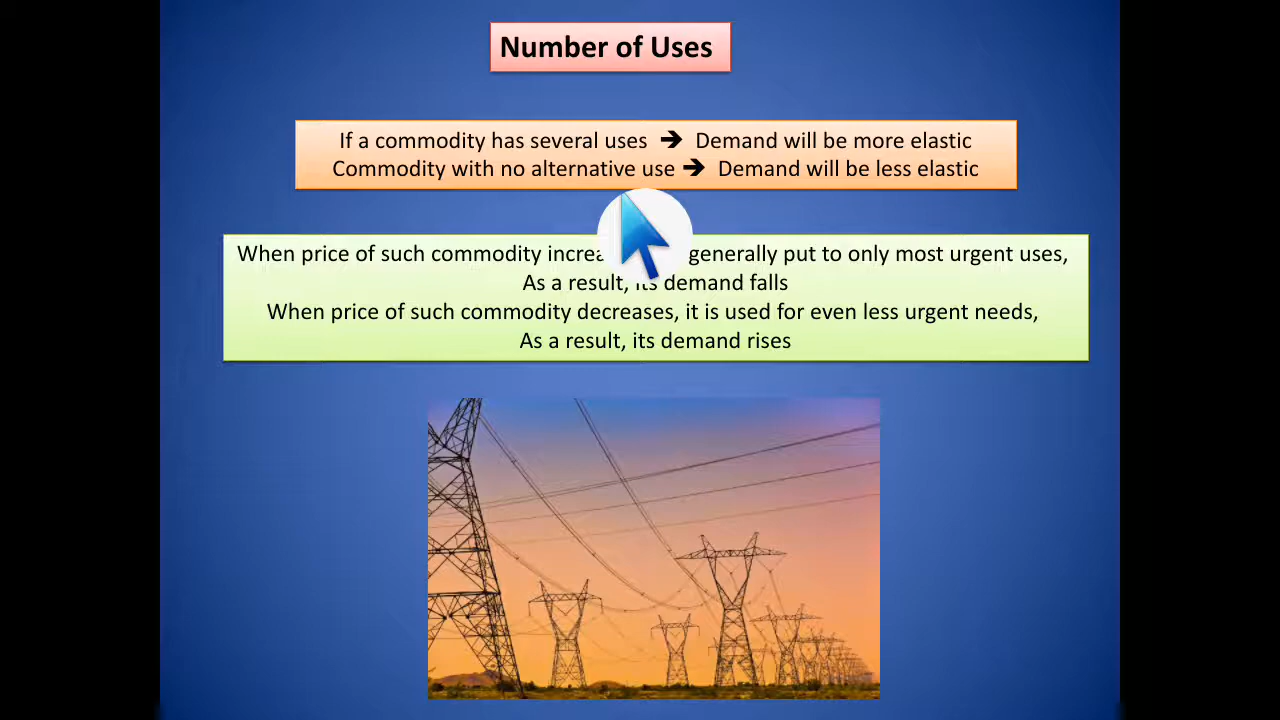 Number of Uses
If a commodity has several uses ➔ Demand will be more elastic
Commodity with no alternative use ➔ Demand will be less elastic
When price of such commodity generally put to only most urgent uses,
As a result, its demand falls
When price of such commodity decreases, it is used for even less urgent needs,
As a result, its demand rises